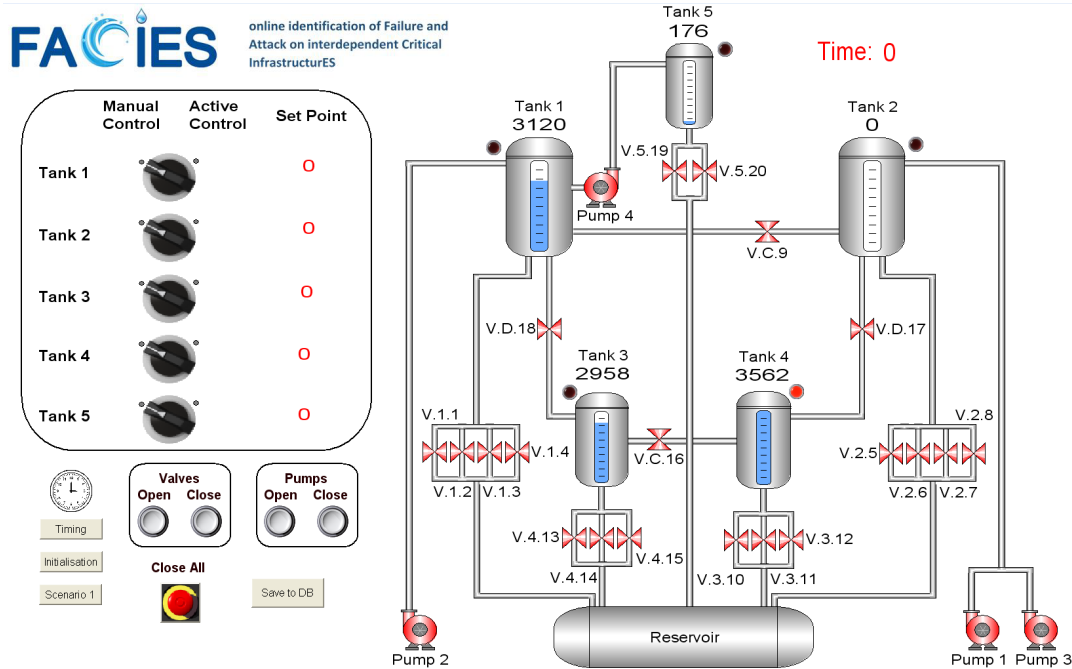 FACIES
online identification of Failure and
Attack on interdependent Critical
InfrastructurES
Time: 0
Manual
Control
Active
Control
Set Point
Tank 1
0
Tank 2
0
Tank 3
0
Tank 4
0
Tank 5
0
Timing
Initialisation
Scenario 1
Valves
Open Close
Pumps
Open Close
Close All
Save to DB
Tank 5
176
Tank 1
3120
Tank 2
0
V.5.19
V.5.20
Pump 4
V.C.9
V.D.18
V.D.17
Tank 3
2958
Tank 4
3562
V.1.1
V.1.4
V.1.2 V.1.3
V.C.16
V.2.8
V.2.5
V.2.6 V.2.7
V.4.13
V.4.15
V.4.14
V.3.12
V.3.10 V.3.11
Reservoir
Pump 2
Pump 1
Pump 3